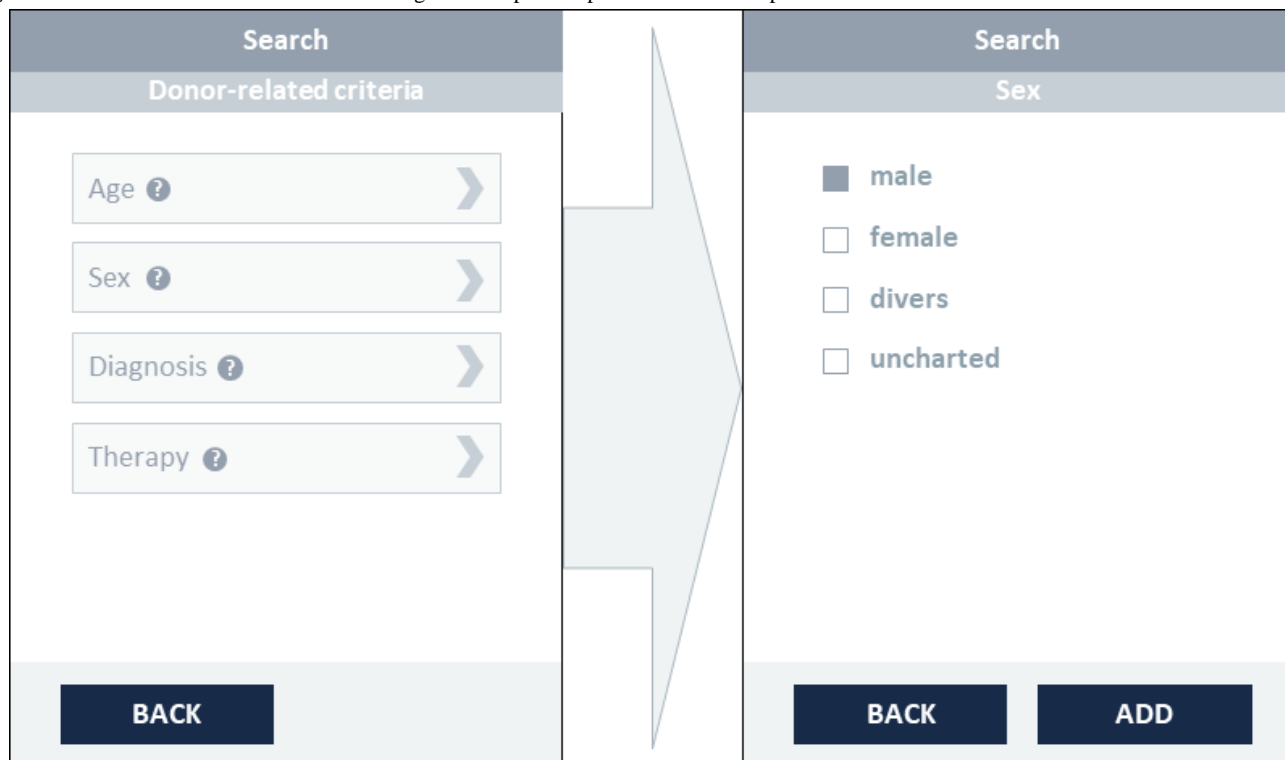 Search
Donor-related criteria
Age ?
Sex ?
Diagnosis ?
Therapy ?
BACK
Search
Sex
male
female
divers
uncharted
BACK
ADD